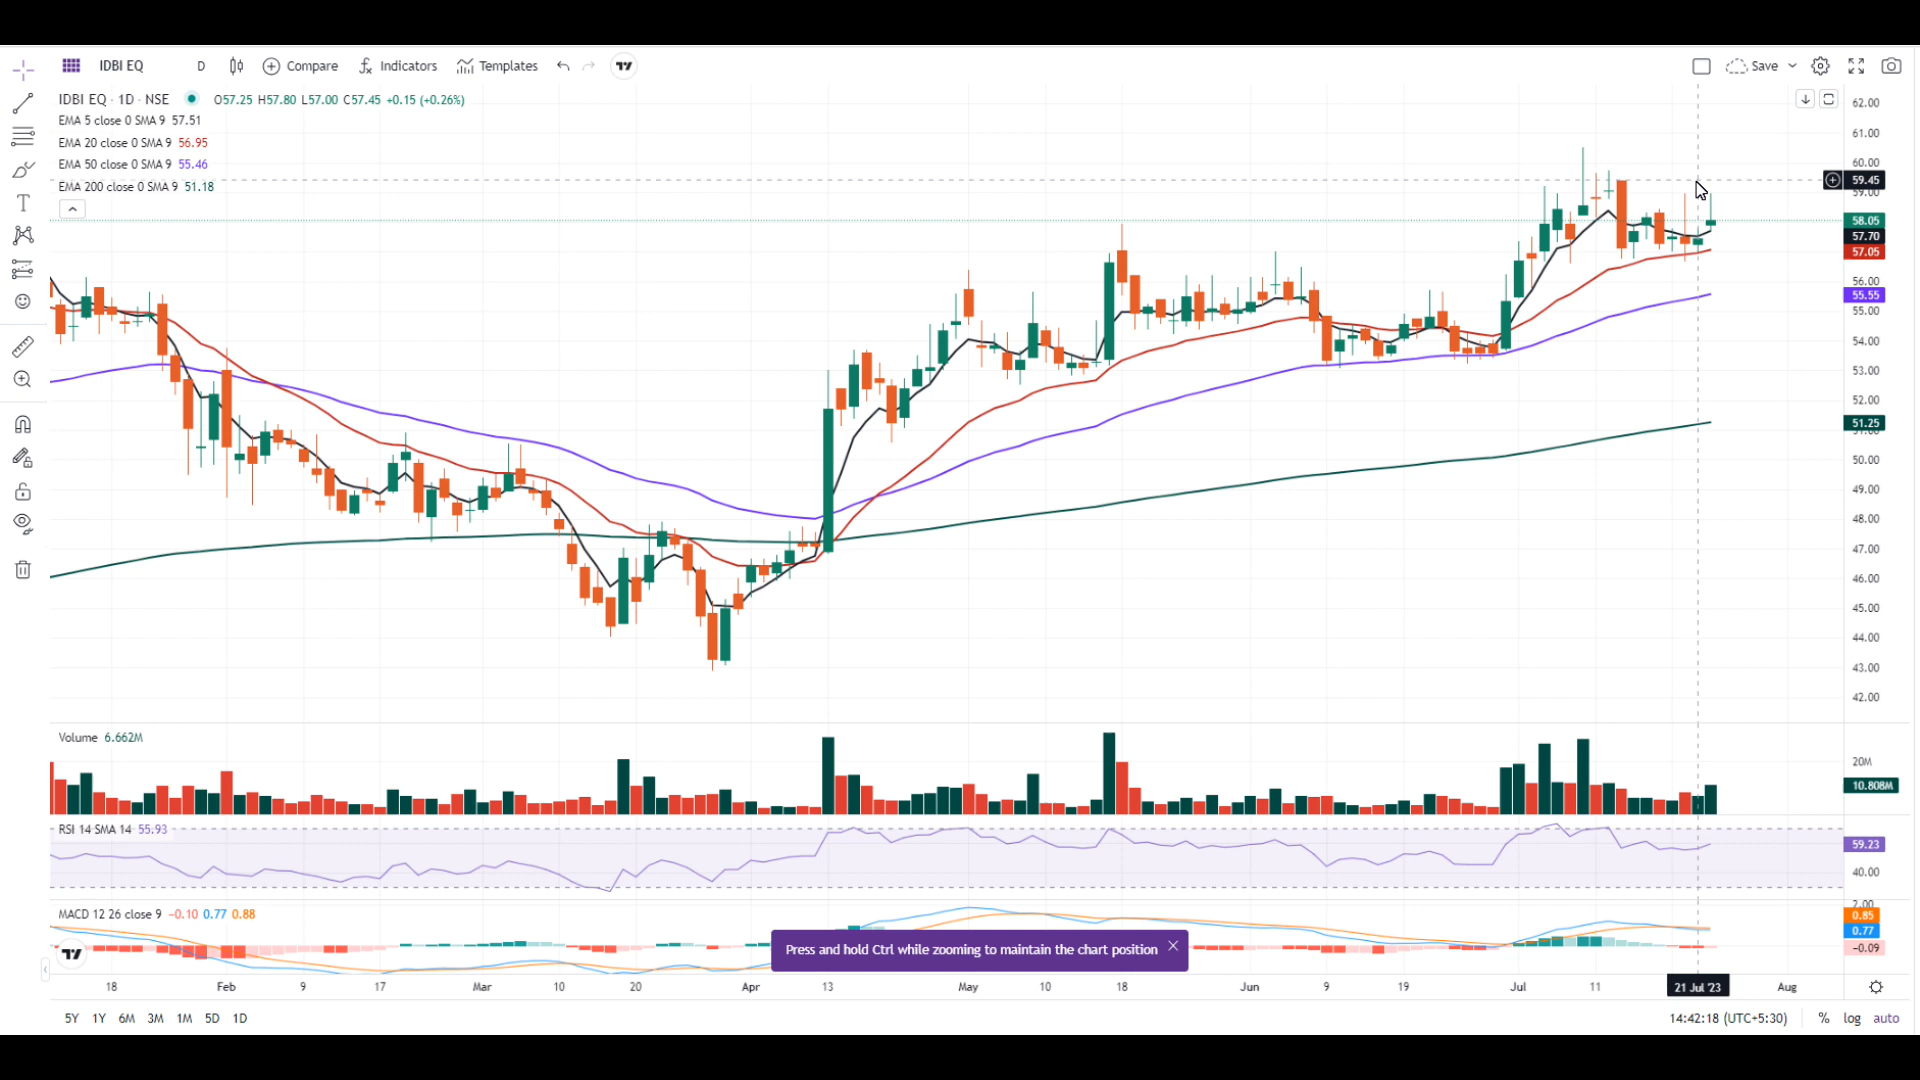 IDBI EQ D Compare Indicators Templates Save
IDBI EQ · 1D · NSE O57.25 H57.80 L57.00 C57.45 +0.15 (+0.26%)
EMA 5 close 0 SMA 9 57.51
EMA 20 close 0 SMA 9 56.95
EMA 50 close 0 SMA 9 55.46
EMA 200 close 0 SMA 9 51.18
62.00
61.00
60.00
59.45
59.00
58.05
57.70
57.05
56.00
55.55
55.00
54.00
53.00
52.00
51.25
50.00
49.00
48.00
47.00
46.00
45.00
44.00
43.00
42.00
Volume 6.662M
20M
10.808M
RSI 14 SMA 14 55.93
59.23
40.00
MACD 12 26 close 9 −0.10 0.77 0.88
2.00
0.85
0.77
−0.09
Press and hold Ctrl while zooming to maintain the chart position
18 Feb 9 17 Mar 10 20 Apr 13 May 10 18 Jun 9 19 Jul 11 21 Jul '23 Aug
5Y 1Y 6M 3M 1M 5D 1D 14:42:18 (UTC+5:30) % log auto